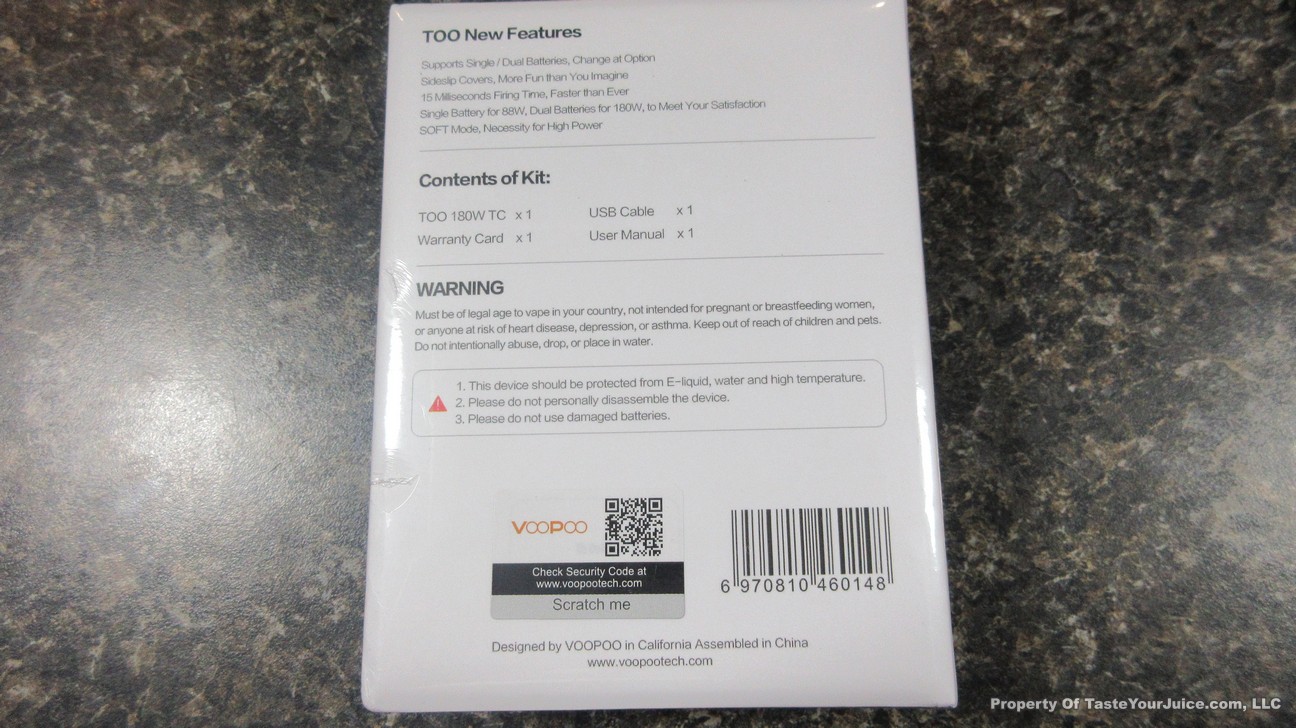 TOO New Features
Supports Single / Dual Batteries, Change at Option
Sideslip Covers, More Fun than You Imagine
15 Milliseconds Firing Time, Faster than Ever
Single Battery for 88W, Dual Batteries for 180W, to Meet Your Satisfaction
SOFT Mode, Necessity for High Power
Contents of Kit:
TOO 180W TC x 1 USB Cable x 1
Warranty Card x 1 User Manual x 1
WARNING
Must be of legal age to vape in your country, not intended for pregnant or breastfeeding women,
or anyone at risk of heart disease, depression, or asthma. Keep out of reach of children and pets.
Do not intentionally abuse, drop, or place in water.
1. This device should be protected from E-liquid, water and high temperature.
2. Please do not personally disassemble the device.
3. Please do not use damaged batteries.
VOOPOO
Check Security Code at
www.voopootech.com
Scratch me
6 970810 460148
Designed by VOOPOO in California Assembled in China
www.voopootech.com
Property Of TasteYourJuice.com, LLC